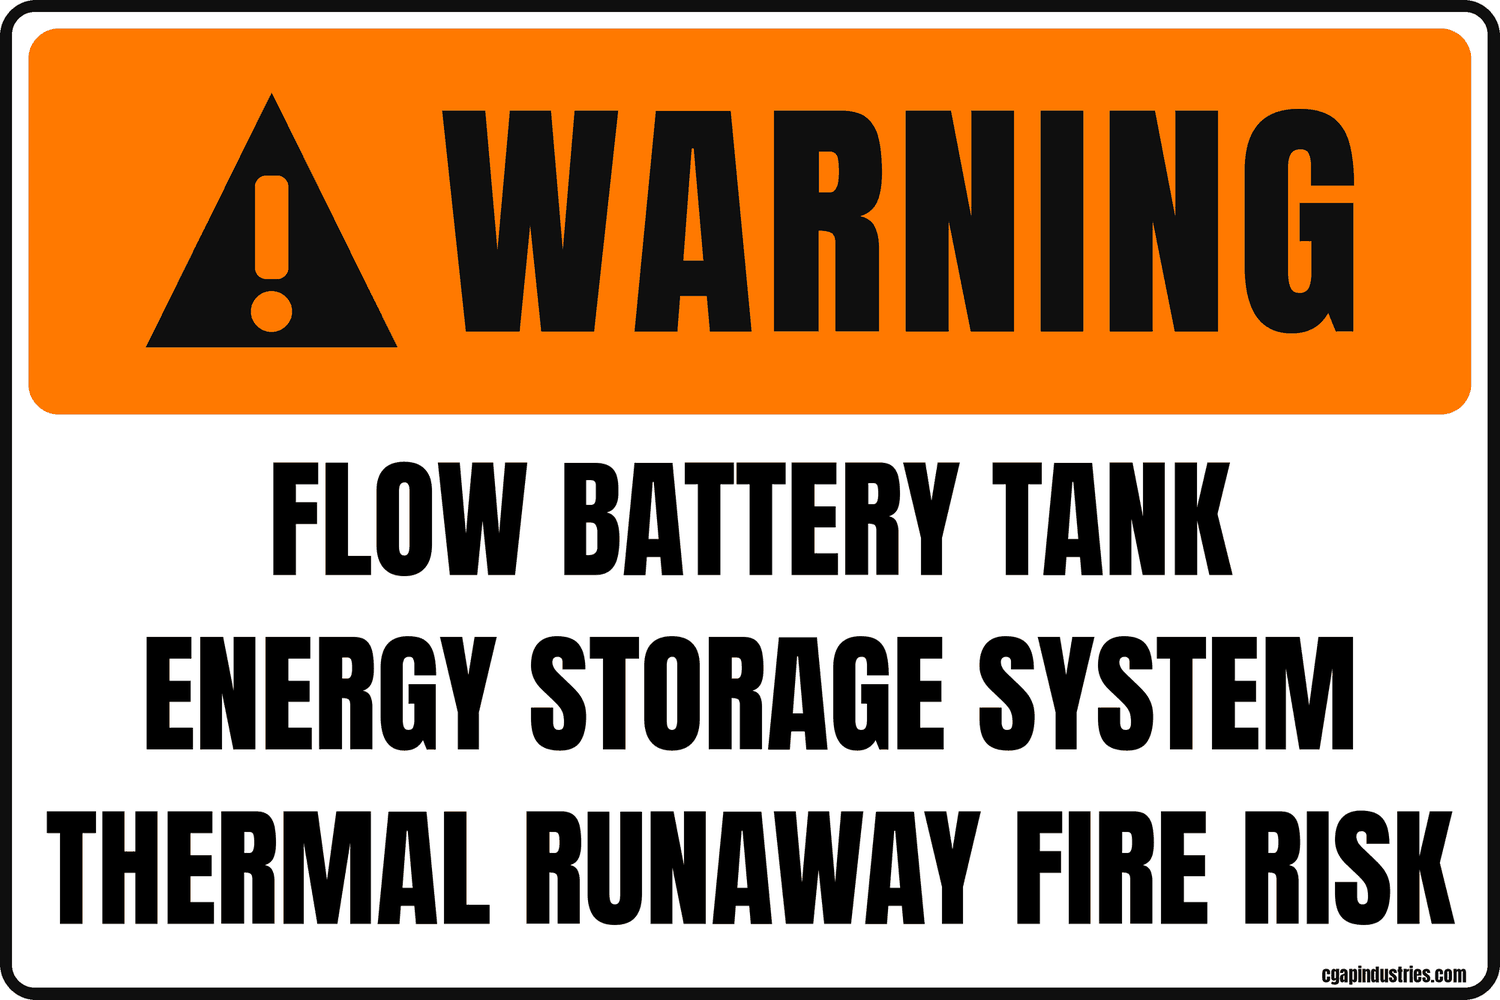 WARNING
FLOW BATTERY TANK
ENERGY STORAGE SYSTEM
THERMAL RUNAWAY FIRE RISK
cgapindustries.com